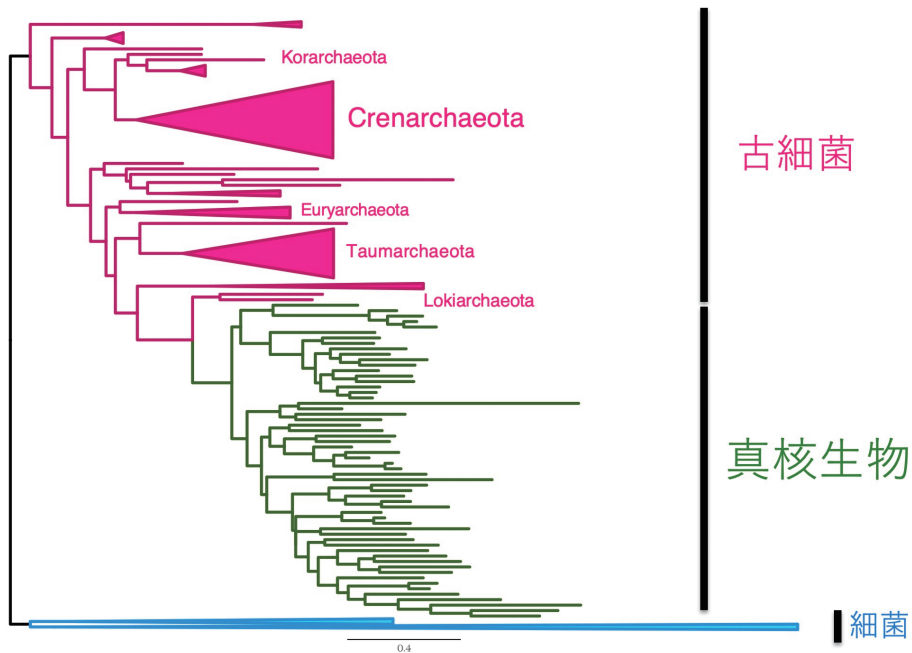 Korarchaeota
Crenarchaeota
古細菌
Euryarchaeota
Taumarchaeota
Lokiarchaeota
真核生物
細菌
0.4